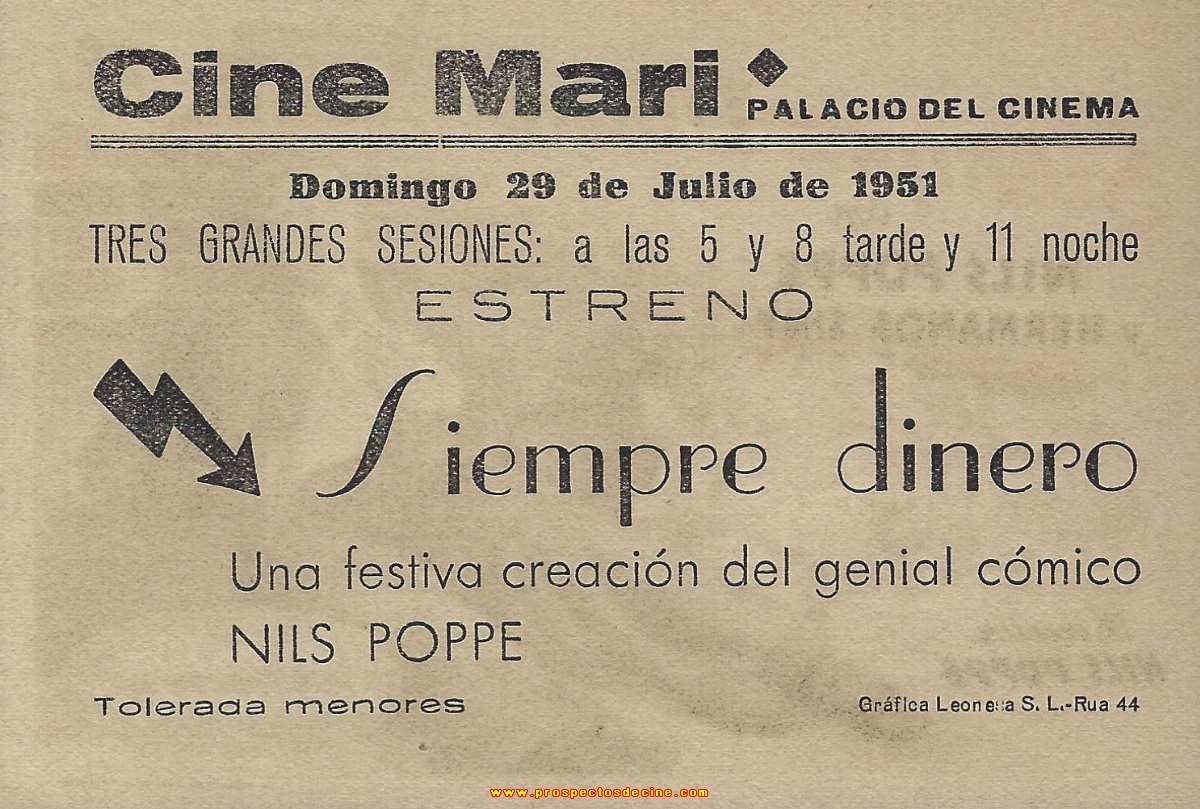 Cine Mari ◆ PALACIO DEL CINEMA
Domingo 29 de Julio de 1951
TRES GRANDES SESIONES: a las 5 y 8 tarde y 11 noche
ESTRENO
Siempre dinero
Una festiva creación del genial cómico
NILS POPPE
Tolerada menores
Gráfica Leonesa S. L.-Rua 44
www.prospectosdecine.com